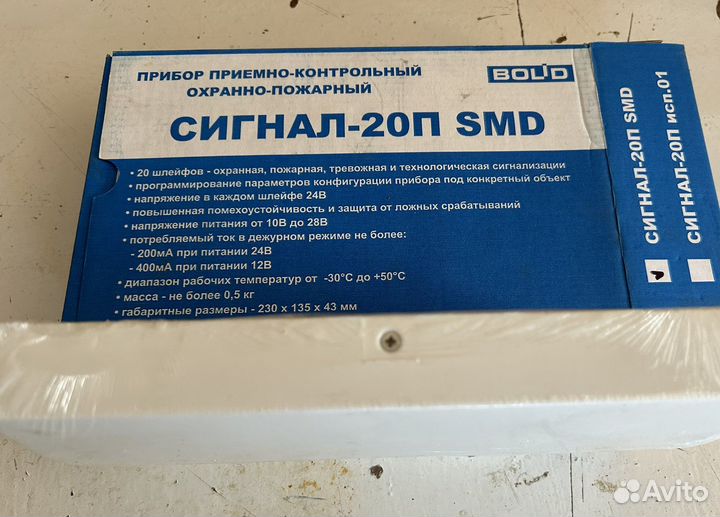 ПРИБОР ПРИЕМНО-КОНТРОЛЬНЫЙ
ОХРАННО-ПОЖАРНЫЙ
BOLID
СИГНАЛ-20П SMD
• 20 шлейфов - охранная, пожарная, тревожная и технологическая сигнализации
• программирование параметров конфигурации прибора под конкретный объект
• напряжение в каждом шлейфе 24В
• повышенная помехоустойчивость и защита от ложных срабатываний
• напряжение питания от 10В до 28В
• потребляемый ток в дежурном режиме не более:
- 200мА при питании 24В
- 400мА при питании 12В
• диапазон рабочих температур от -30°С до +50°С
• масса - не более 0,5 кг
• габаритные размеры - 230 х 135 х 43 мм
СИГНАЛ-20П SMD
СИГНАЛ-20П исп.01
Avito